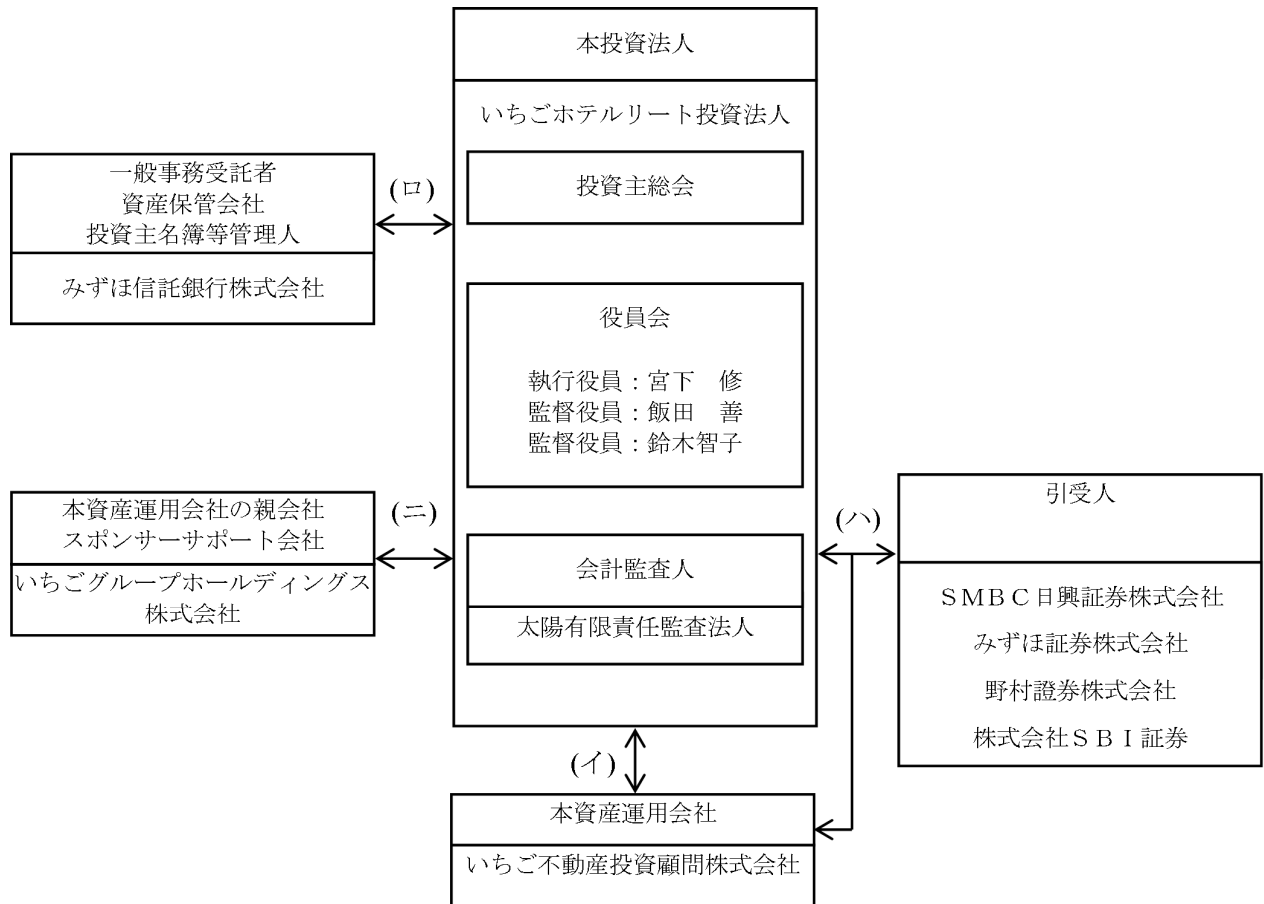 本投資法人
いちごホテルリート投資法人
投資主総会
役員会
執行役員：宮下　修
監督役員：飯田　善
監督役員：鈴木智子
会計監査人
太陽有限責任監査法人
一般事務受託者
資産保管会社
投資主名簿等管理人
みずほ信託銀行株式会社
(ロ)
本資産運用会社の親会社
スポンサーサポート会社
いちごグループホールディングス
株式会社
(ニ)
(ハ)
引受人
ＳＭＢＣ日興証券株式会社
みずほ証券株式会社
野村證券株式会社
株式会社ＳＢＩ証券
(イ)
本資産運用会社
いちご不動産投資顧問株式会社